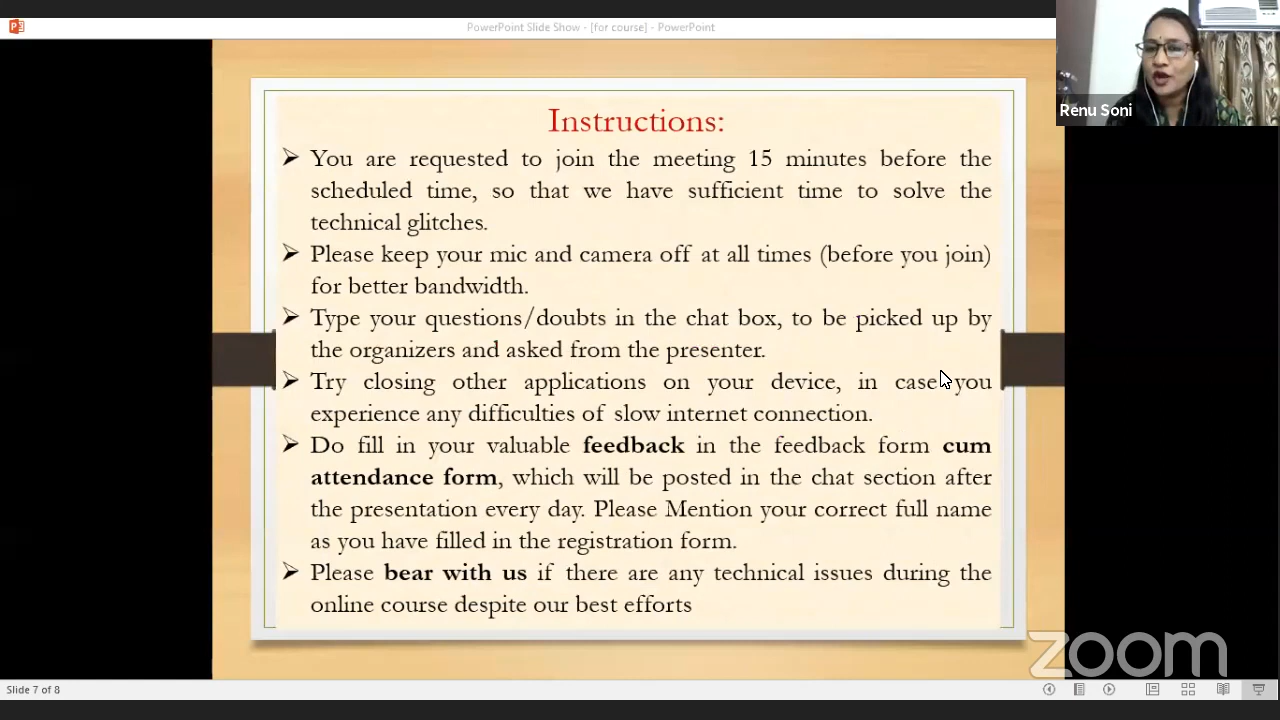 PowerPoint Slide Show - [for course] - PowerPoint
Renu Soni
Instructions:
➢ You are requested to join the meeting 15 minutes before the
scheduled time, so that we have sufficient time to solve the
technical glitches.
➢ Please keep your mic and camera off at all times (before you join)
for better bandwidth.
➢ Type your questions/doubts in the chat box, to be picked up by
the organizers and asked from the presenter.
➢ Try closing other applications on your device, in case you
experience any difficulties of slow internet connection.
➢ Do fill in your valuable feedback in the feedback form cum
attendance form, which will be posted in the chat section after
the presentation every day. Please Mention your correct full name
as you have filled in the registration form.
➢ Please bear with us if there are any technical issues during the
online course despite our best efforts
zoom
Slide 7 of 8